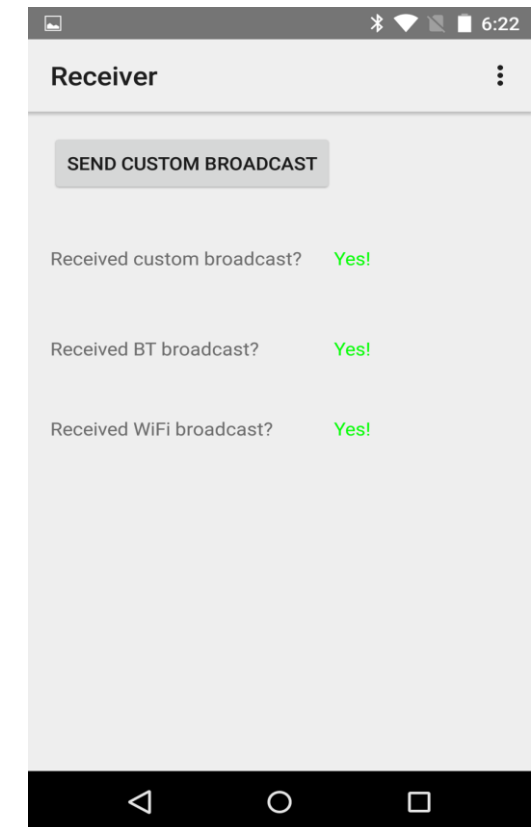 6:22
Receiver
SEND CUSTOM BROADCAST
Received custom broadcast? Yes!
Received BT broadcast? Yes!
Received WiFi broadcast? Yes!